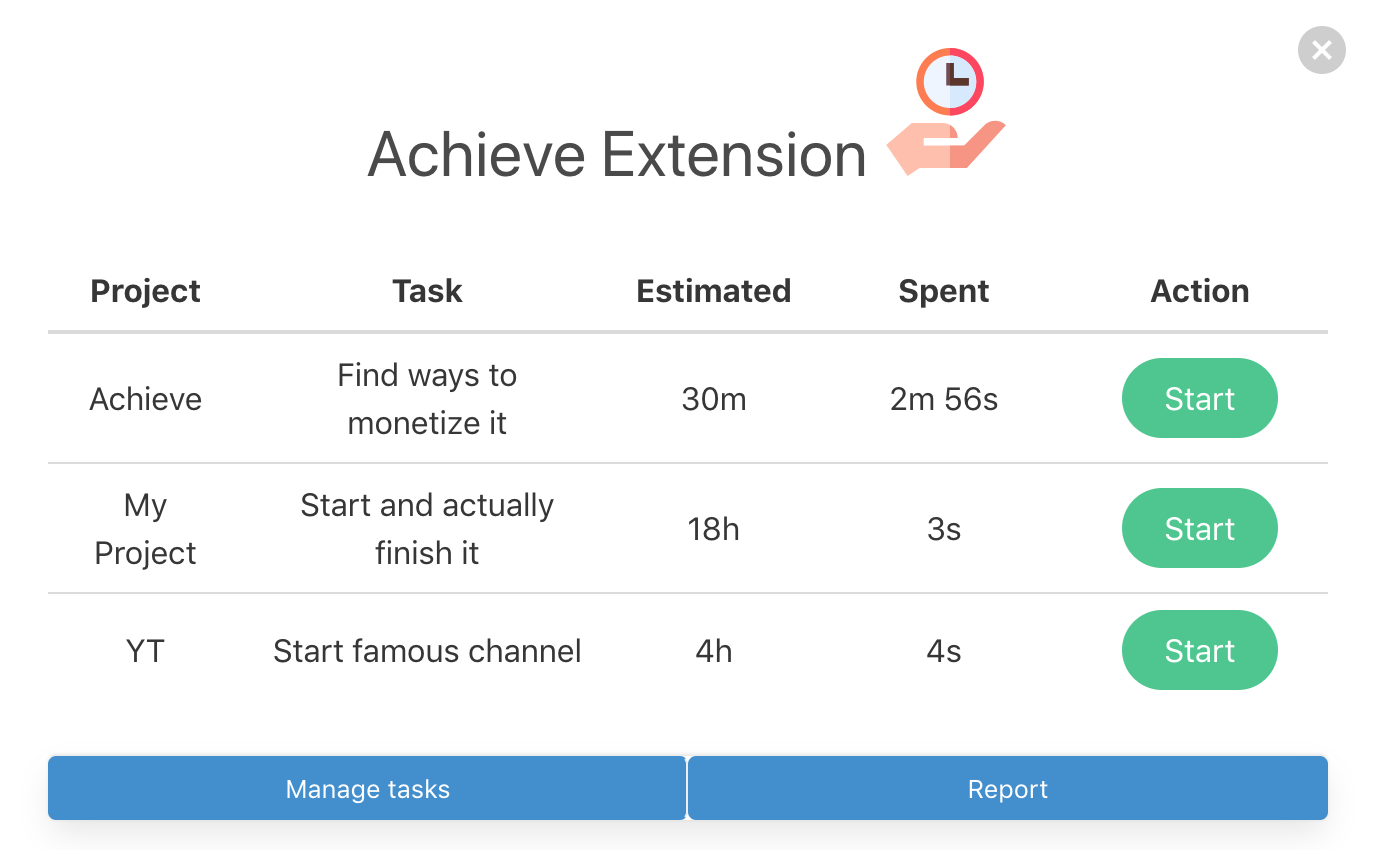 Achieve Extension
Project Task Estimated Spent Action
Achieve Find ways to monetize it 30m 2m 56s Start
My Project Start and actually finish it 18h 3s Start
YT Start famous channel 4h 4s Start
Manage tasks Report